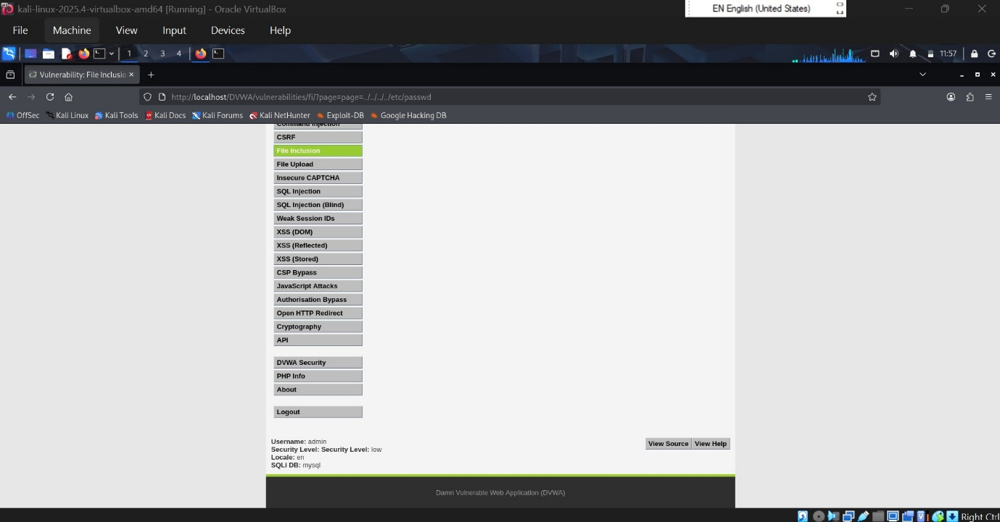 kali-linux-2025.4-virtualbox-amd64 [Running] - Oracle VirtualBox
EN English (United States)
File Machine View Input Devices Help
1 2 3 4
11:57
Vulnerability: File Inclusio
http://localhost/DVWA/vulnerabilities/fi/?page=page=../../../../etc/passwd
OffSec Kali Linux Kali Tools Kali Docs Kali Forums Kali NetHunter Exploit-DB Google Hacking DB
Command Injection
CSRF
File Inclusion
File Upload
Insecure CAPTCHA
SQL Injection
SQL Injection (Blind)
Weak Session IDs
XSS (DOM)
XSS (Reflected)
XSS (Stored)
CSP Bypass
JavaScript Attacks
Authorisation Bypass
Open HTTP Redirect
Cryptography
API
DVWA Security
PHP Info
About
Logout
Username: admin
Security Level: Security Level: low
Locale: en
SQLi DB: mysql
View Source View Help
Damn Vulnerable Web Application (DVWA)
Right Ctrl